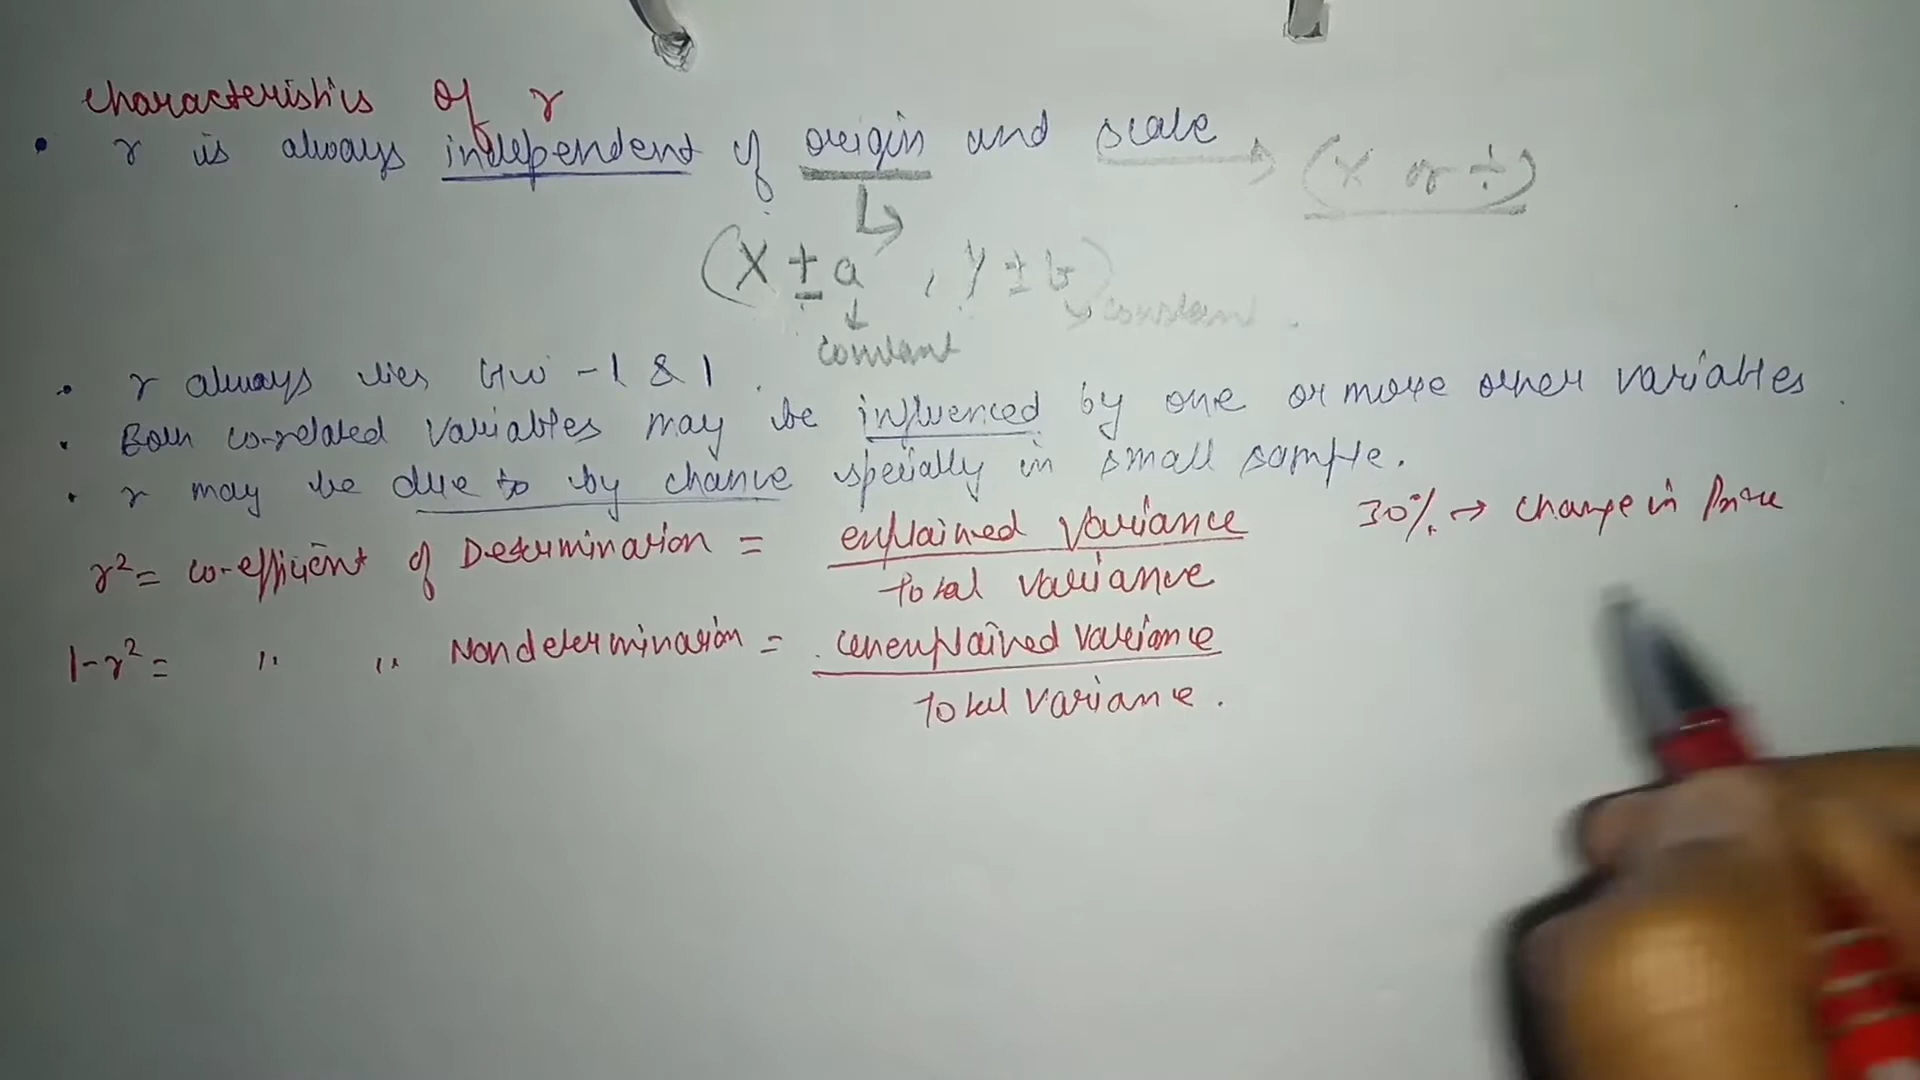 characteristics of r
• r is always independent of origin and scale → (x or ÷)
(X ± a , y ± b)
constant
constant.
• r always lies btw -1 & 1.
• Both co-related variables may be influenced by one or more other variables.
• r may be due to by chance specially in small sample.
r² = co-efficient of Determination = explained variance / Total variance
30% → change in Price
1-r² = " " Nondetermination = unexplained variance / Total variance.